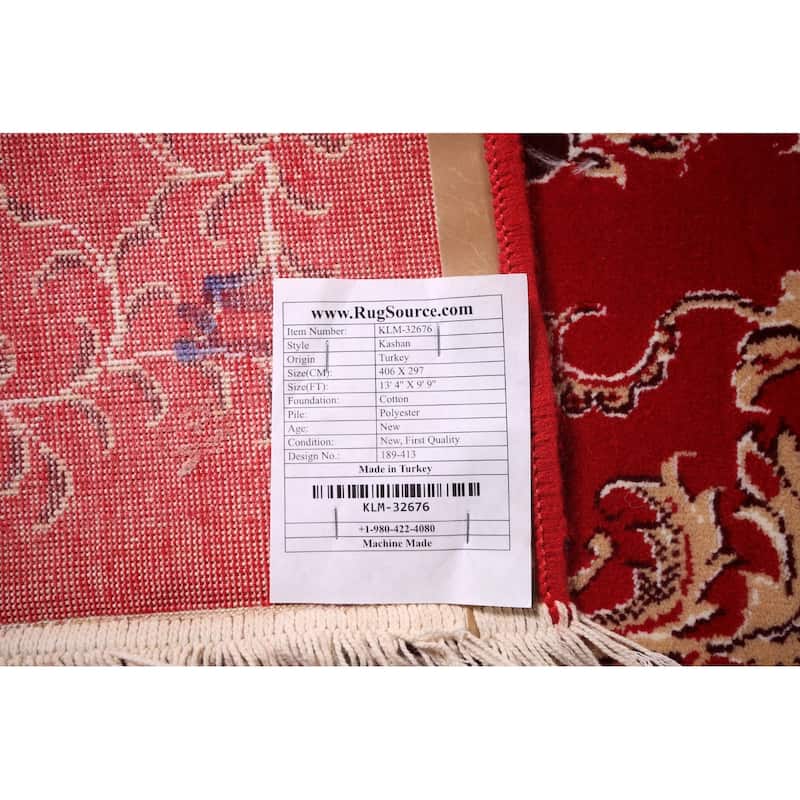 www.RugSource.com
Item Number: KLM-32676
Style Kashan
Origin Turkey
Size(CM): 406 X 297
Size(FT): 13' 4" X 9' 9"
Foundation: Cotton
Pile: Polyester
Age: New
Condition: New, First Quality
Design No.: 189-413
Made in Turkey
KLM-32676
+1-980-422-4080
Machine Made